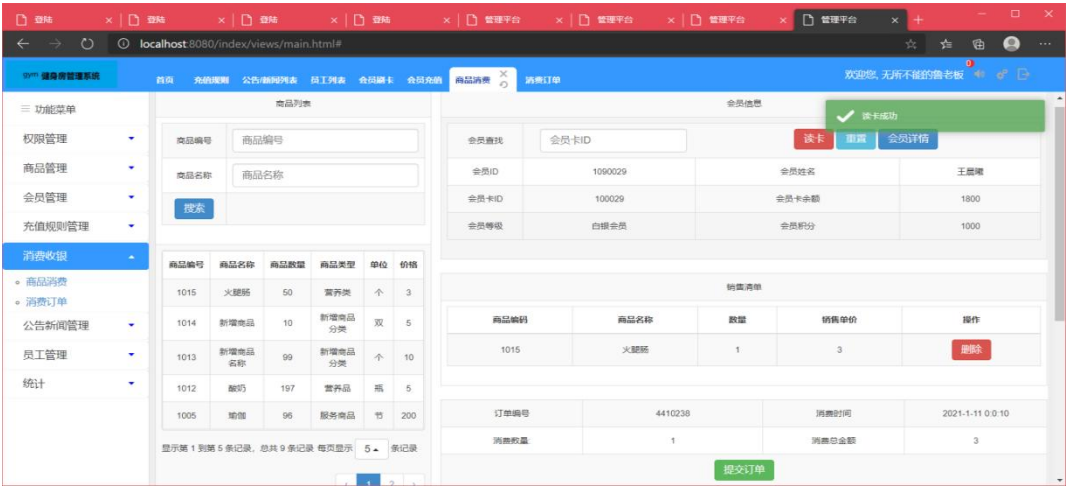 登陆 登陆 登陆 登陆 管理平台 管理平台 管理平台 管理平台
localhost:8080/index/views/main.html#
GYM 健身房管理系统 首页 充值规则 公告/新闻列表 员工列表 会员刷卡 会员充值 商品消费 消费订单 欢迎您, 无所不能的鲁老板 0
功能菜单
权限管理
商品管理
会员管理
充值规则管理
消费收银
商品消费
消费订单
公告新闻管理
员工管理
统计
商品列表
商品编号 商品编号
商品名称 商品名称
搜索
商品编号 商品名称 商品数量 商品类型 单位 价格
1015 火腿肠 50 营养类 个 3
1014 新增商品 10 新增商品分类 双 5
1013 新增商品名称 99 新增商品分类 个 10
1012 酸奶 197 营养品 瓶 5
1005 瑜伽 96 服务商品 节 200
显示第 1 到第 5 条记录, 总共 9 条记录 每页显示 5 条记录
‹ 1 2 ›
会员信息
读卡成功
会员查找 会员卡ID 读卡 重置 会员详情
会员ID 1090029 会员姓名 王晨曦
会员卡ID 100029 会员卡余额 1800
会员等级 白银会员 会员积分 1000
销售清单
商品编码 商品名称 数量 销售单价 操作
1015 火腿肠 1 3 删除
订单编号 4410238 消费时间 2021-1-11 0:0:10
消费数量 1 消费总金额 3
提交订单